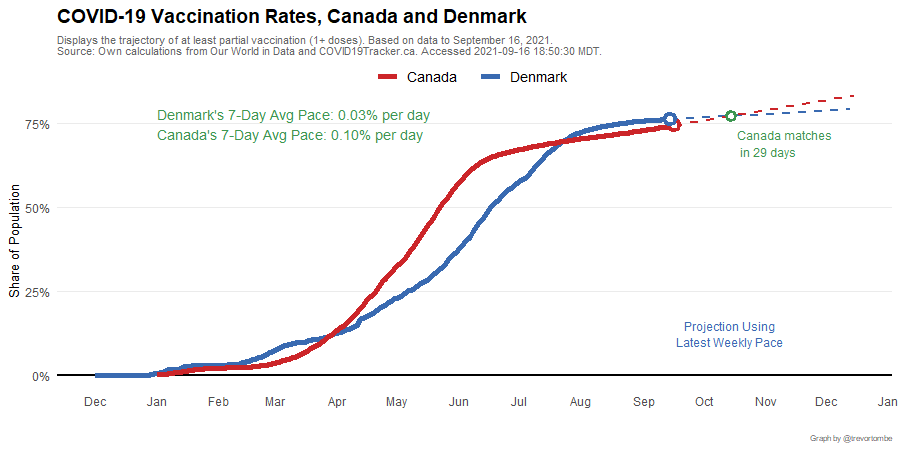 COVID-19 Vaccination Rates, Canada and Denmark
Displays the trajectory of at least partial vaccination (1+ doses). Based on data to September 16, 2021.
Source: Own calculations from Our World in Data and COVID19Tracker.ca. Accessed 2021-09-16 18:50:30 MDT.
Canada Denmark
Denmark's 7-Day Avg Pace: 0.03% per day
Canada's 7-Day Avg Pace: 0.10% per day
Canada matches
in 29 days
75%
50%
25%
0%
Share of Population
Projection Using
Latest Weekly Pace
Dec Jan Feb Mar Apr May Jun Jul Aug Sep Oct Nov Dec Jan
Graph by @trevortombe